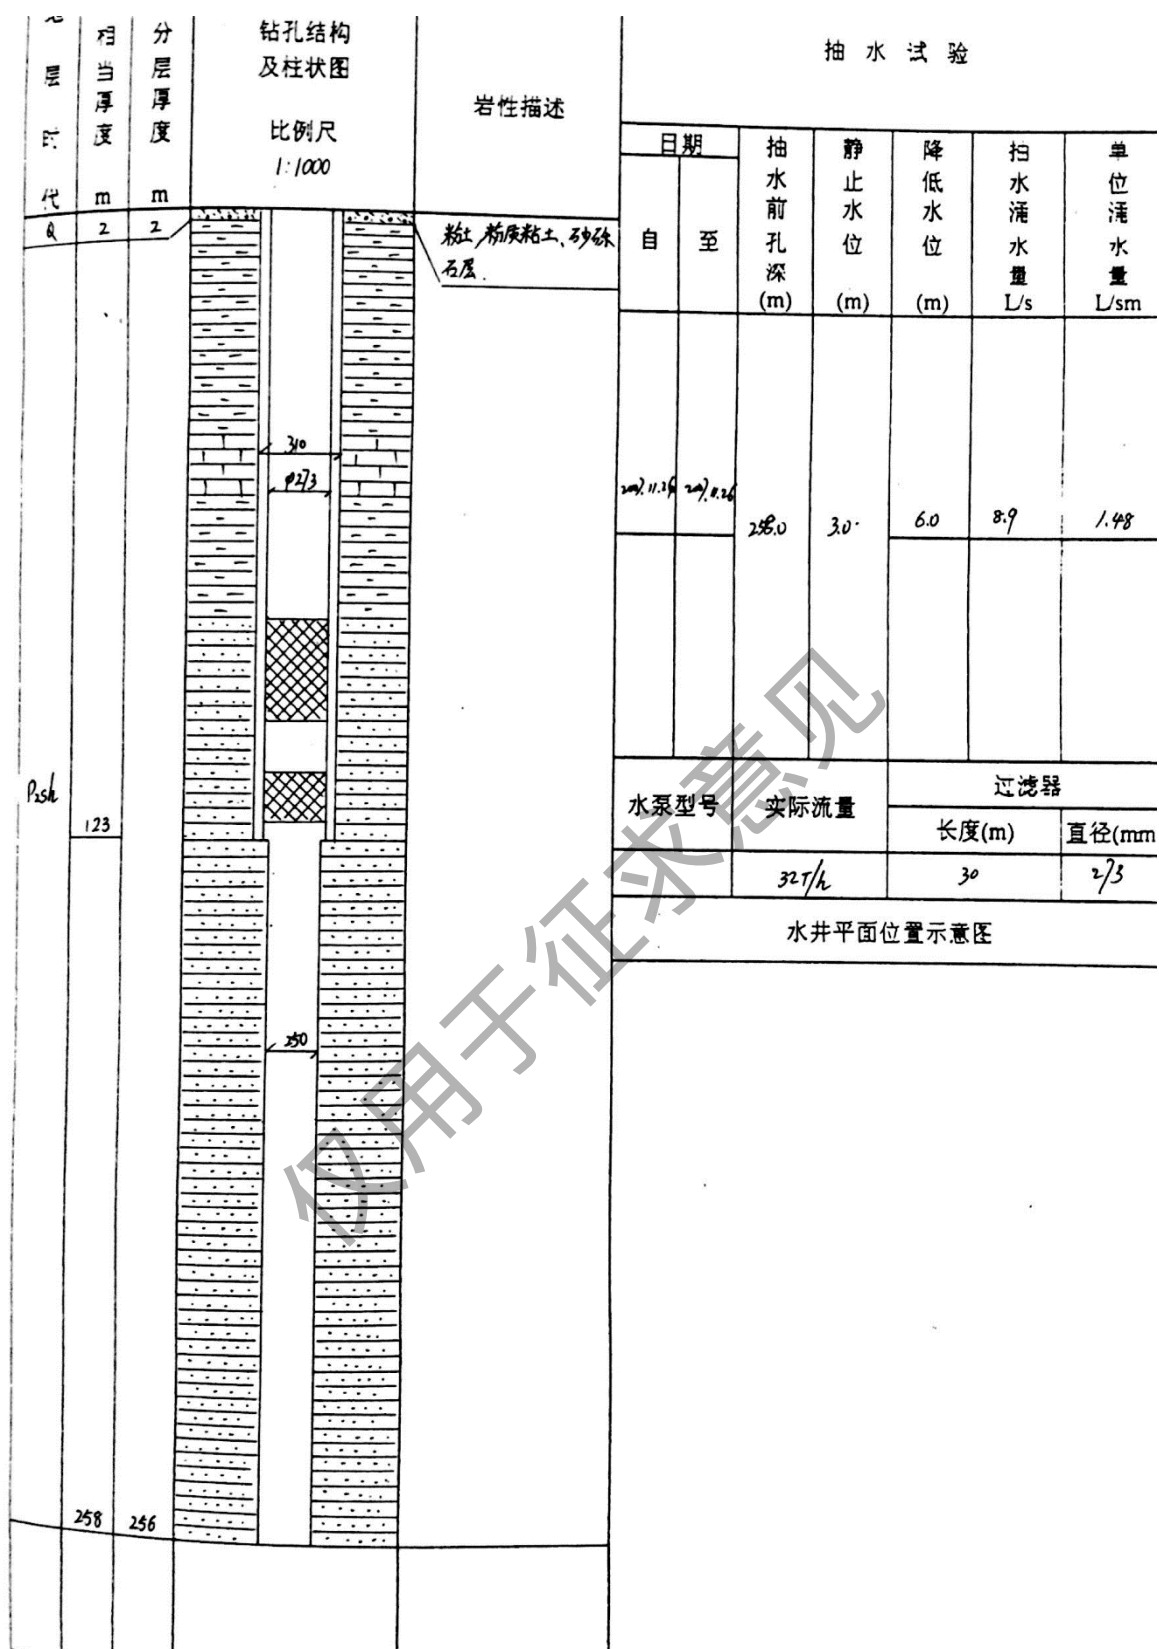 层时代
相当厚度 m
分层厚度 m
钻孔结构
及柱状图
比例尺
1:1000
岩性描述
抽水试验
日期
自
至
抽水前孔深(m)
静止水位(m)
降低水位(m)
抽水涌水量L/s
单位涌水量L/sm
Q
2
2
粘土,粉质粘土、砂砾
石层.
310
φ273
2007.11.26
258.0
3.0
6.0
8.9
1.48
P₂sh
123
水泵型号
实际流量
过滤器
长度(m)
直径(mm
32T/h
30
273
水井平面位置示意图
250
258
256
仅用于征求意见